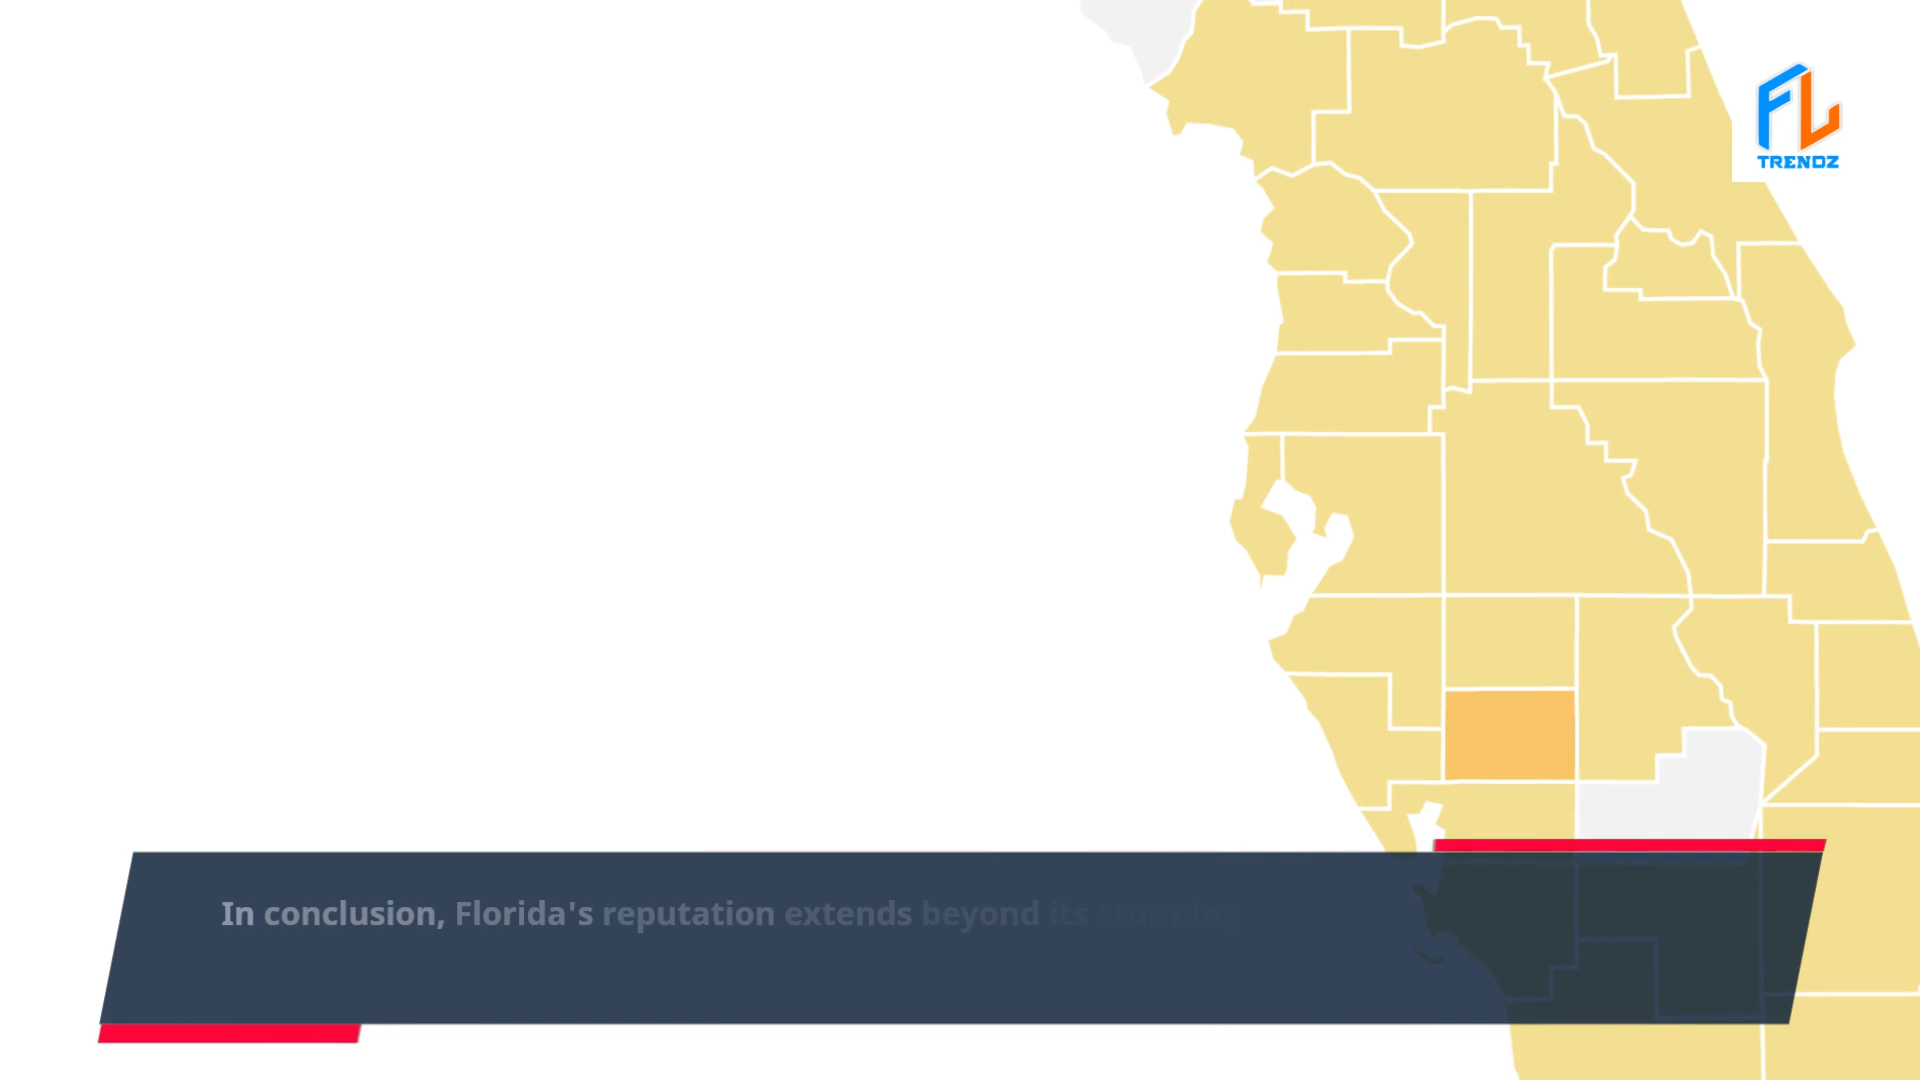 FL
TRENDZ
In conclusion, Florida's reputation extends beyond its